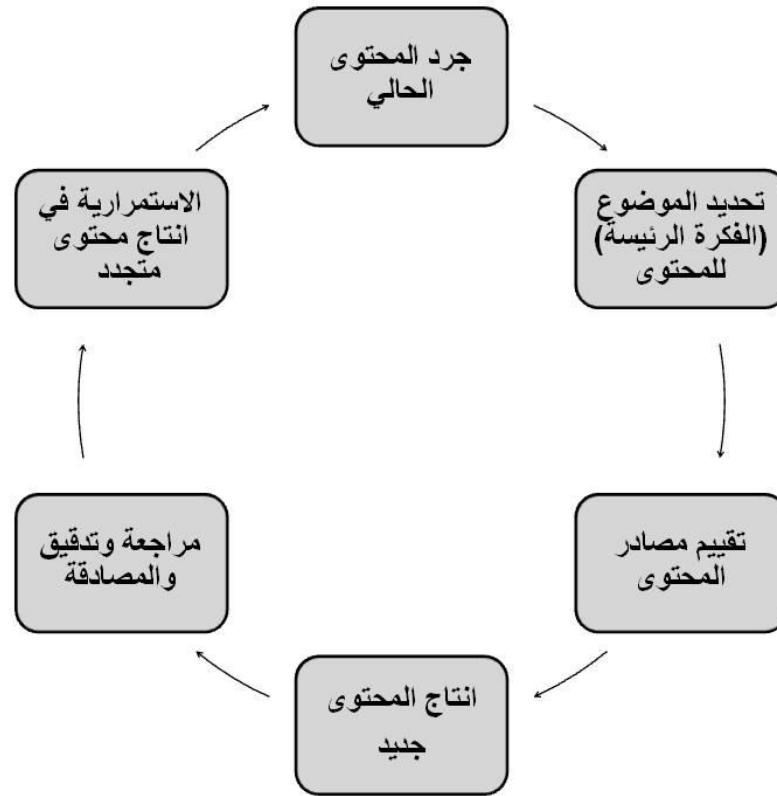 جرد المحتوى
الحالي
تحديد الموضوع
(الفكرة الرئيسة)
للمحتوى
تقييم مصادر
المحتوى
انتاج المحتوى
جديد
مراجعة وتدقيق
والمصادقة
الاستمرارية في
انتاج محتوى
متجدد